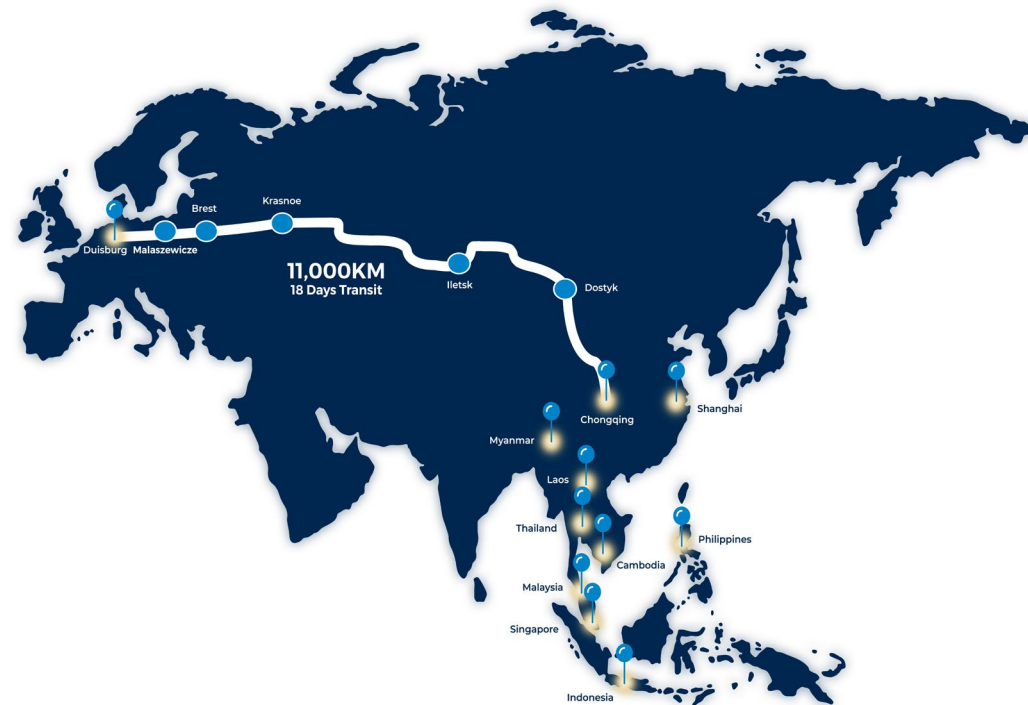 Krasnoe
Brest
Duisburg
Malaszewicze
11,000KM
18 Days Transit
Iletsk
Dostyk
Shanghai
Chongqing
Myanmar
Laos
Thailand
Philippines
Cambodia
Malaysia
Singapore
Indonesia